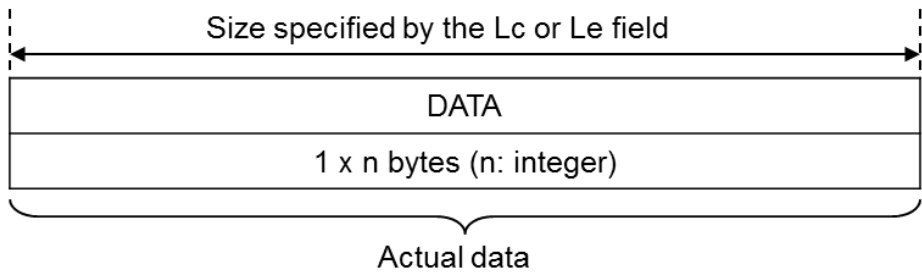 Size specified by the Lc or Le field
DATA
1 x n bytes (n: integer)
Actual data